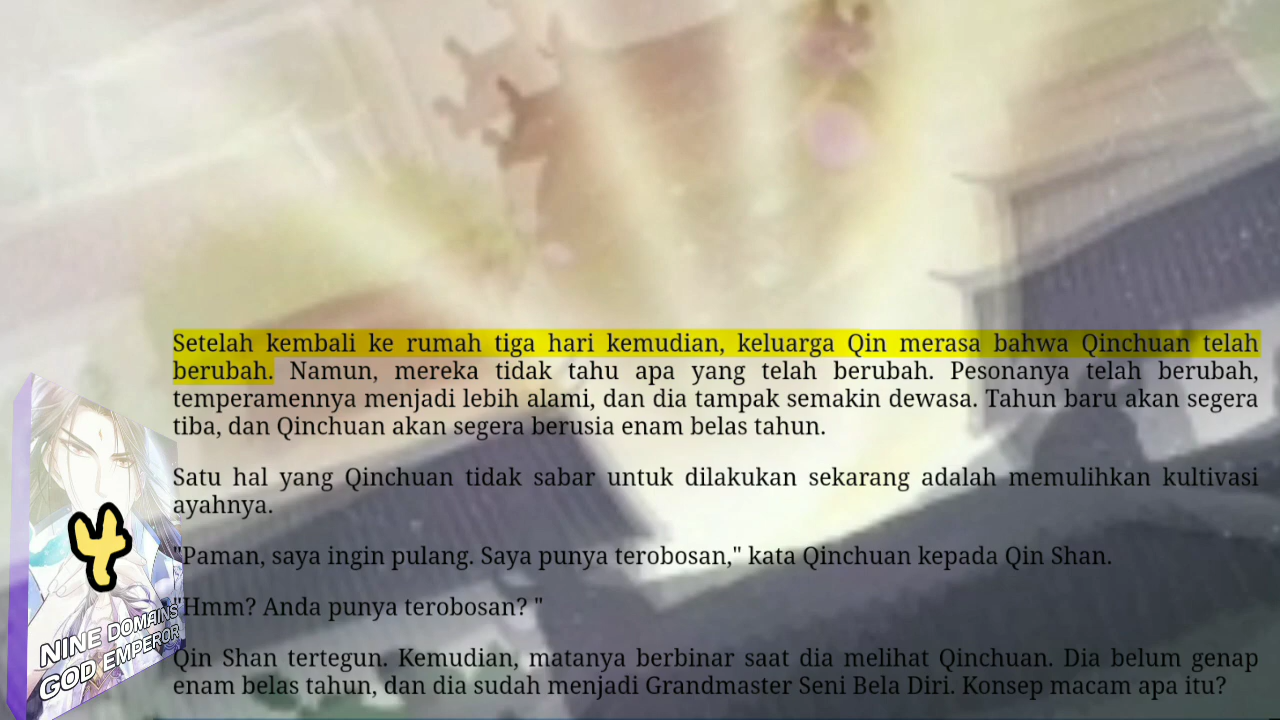 Setelah kembali ke rumah tiga hari kemudian, keluarga Qin merasa bahwa Qinchuan telah
berubah. Namun, mereka tidak tahu apa yang telah berubah. Pesonanya telah berubah,
temperamennya menjadi lebih alami, dan dia tampak semakin dewasa. Tahun baru akan segera
tiba, dan Qinchuan akan segera berusia enam belas tahun.
Satu hal yang Qinchuan tidak sabar untuk dilakukan sekarang adalah memulihkan kultivasi
ayahnya.
"Paman, saya ingin pulang. Saya punya terobosan," kata Qinchuan kepada Qin Shan.
"Hmm? Anda punya terobosan? "
Qin Shan tertegun. Kemudian, matanya berbinar saat dia melihat Qinchuan. Dia belum genap
enam belas tahun, dan dia sudah menjadi Grandmaster Seni Bela Diri. Konsep macam apa itu?
4
NINE DOMAINS
GOD EMPEROR